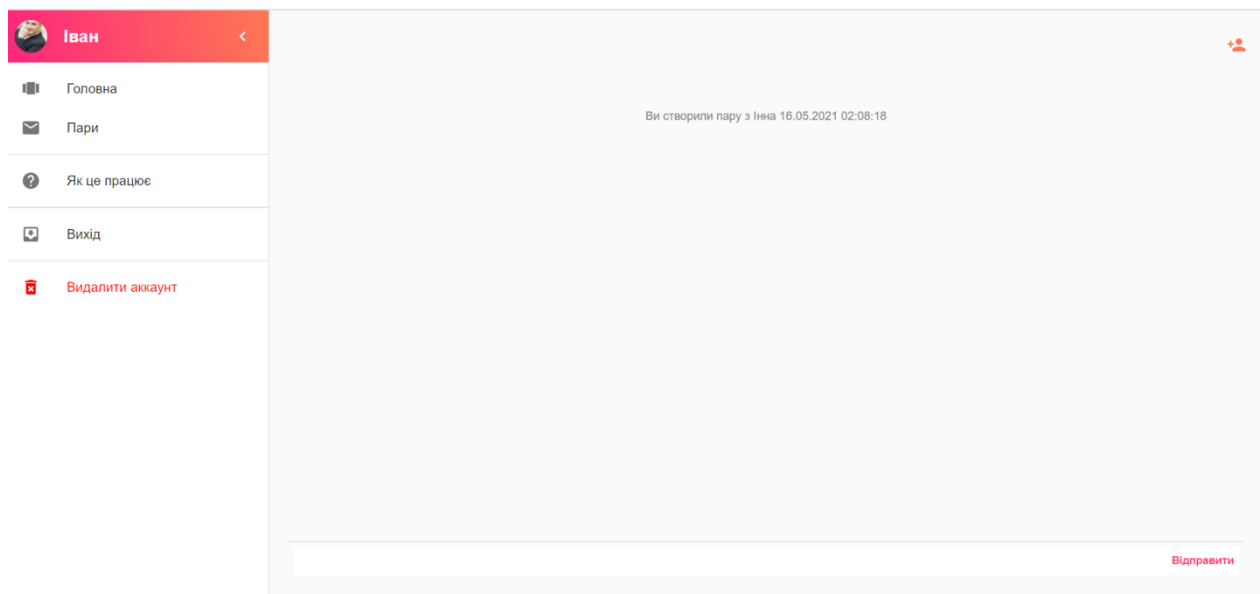 Іван
Головна
Пари
Як це працює
Вихід
Видалити аккаунт
Ви створили пару з Інна 16.05.2021 02:08:18
Відправити